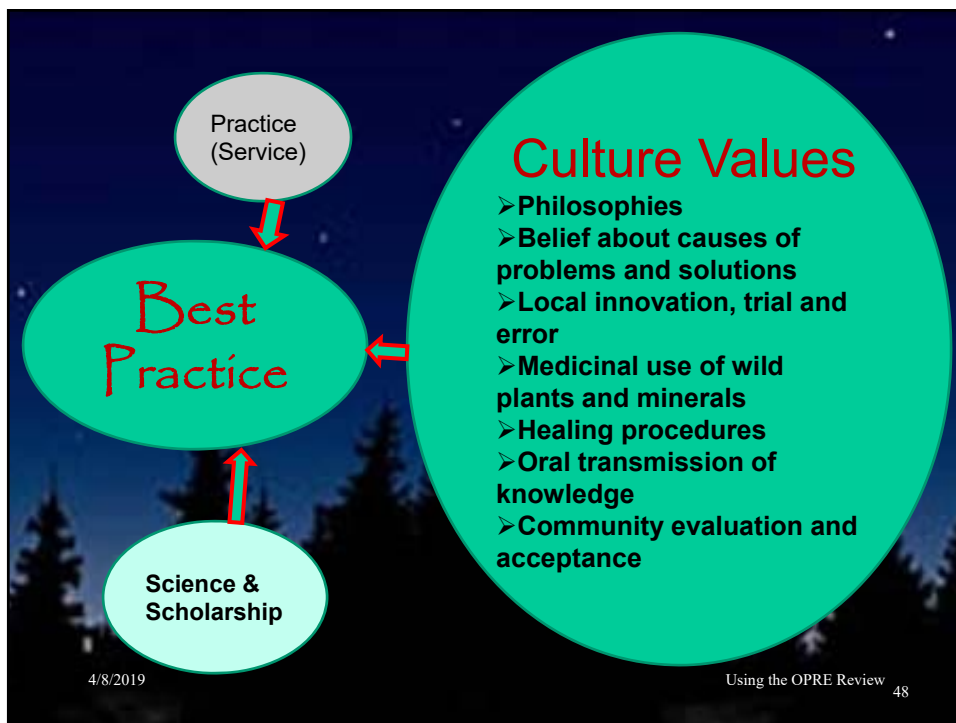 Practice
(Service)
Best
Practice
Science &
Scholarship
Culture Values
➢Philosophies
➢Belief about causes of
problems and solutions
➢Local innovation, trial and
error
➢Medicinal use of wild
plants and minerals
➢Healing procedures
➢Oral transmission of
knowledge
➢Community evaluation and
acceptance
4/8/2019
Using the OPRE Review
48